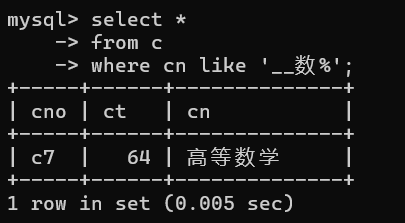 mysql> select *
    -> from c
    -> where cn like '__数%';
+-----+------+--------------+
| cno | ct   | cn           |
+-----+------+--------------+
| c7  |   64 | 高等数学     |
+-----+------+--------------+
1 row in set (0.005 sec)